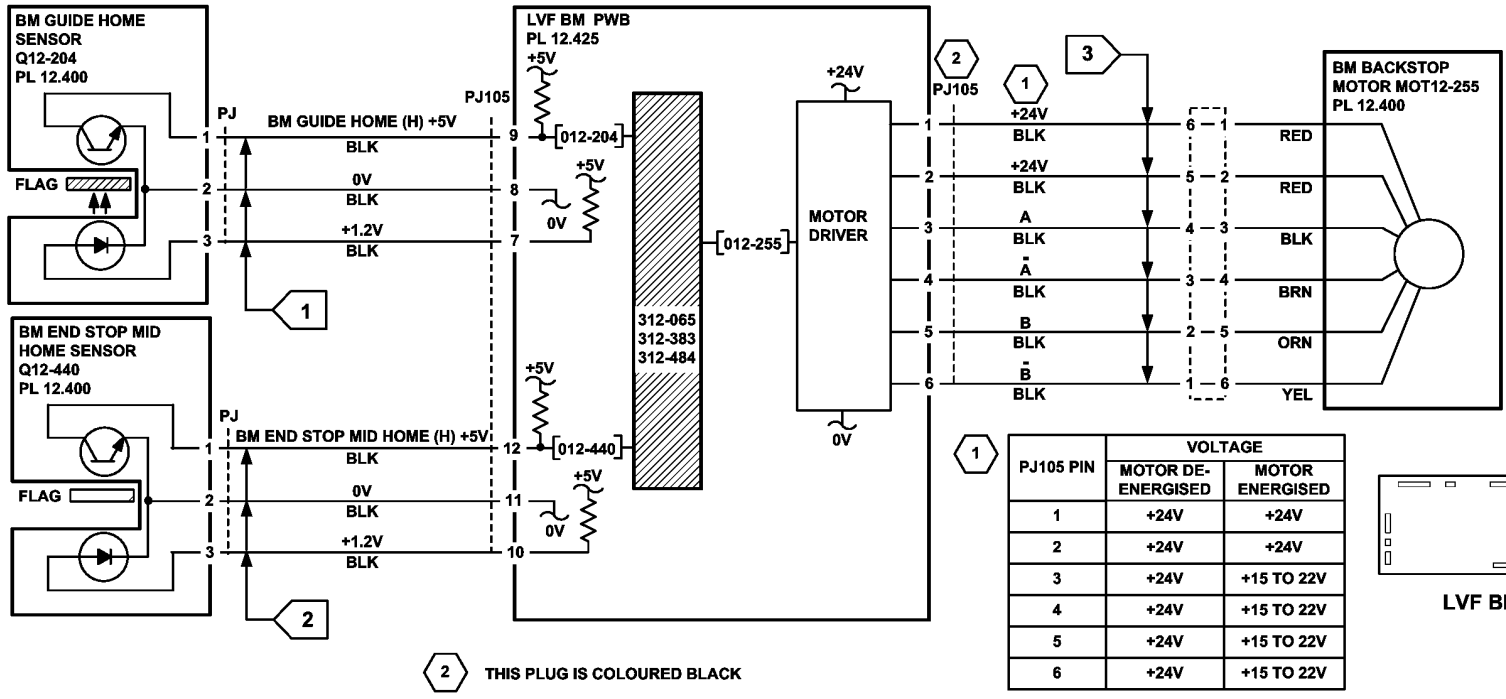 BM GUIDE HOME
SENSOR
Q12-204
PL 12.400
FLAG
1
2
3
PJ
BM GUIDE HOME (H) +5V
BLK
0V
BLK
+1.2V
BLK
1
PJ105
9
8
7
BM END STOP MID
HOME SENSOR
Q12-440
PL 12.400
FLAG
1
2
3
PJ
BM END STOP MID HOME (H) +5V
BLK
0V
BLK
+1.2V
BLK
2
12
11
10
LVF BM PWB
PL 12.425
+5V
012-204
+5V
0V
312-065
312-383
312-484
+5V
012-440
+5V
0V
012-255
+24V
MOTOR
DRIVER
0V
1
2
3
4
5
6
2
PJ105
1
3
+24V
BLK
+24V
BLK
A
BLK
A
BLK
B
BLK
B
BLK
6 1
5 2
4 3
3 4
2 5
1 6
RED
RED
BLK
BRN
ORN
YEL
BM BACKSTOP
MOTOR MOT12-255
PL 12.400
1
PJ105 PIN VOLTAGE
MOTOR DE-
ENERGISED
MOTOR
ENERGISED
1 +24V +24V
2 +24V +24V
3 +24V +15 TO 22V
4 +24V +15 TO 22V
5 +24V +15 TO 22V
6 +24V +15 TO 22V
LVF
2 THIS PLUG IS COLOURED BLACK